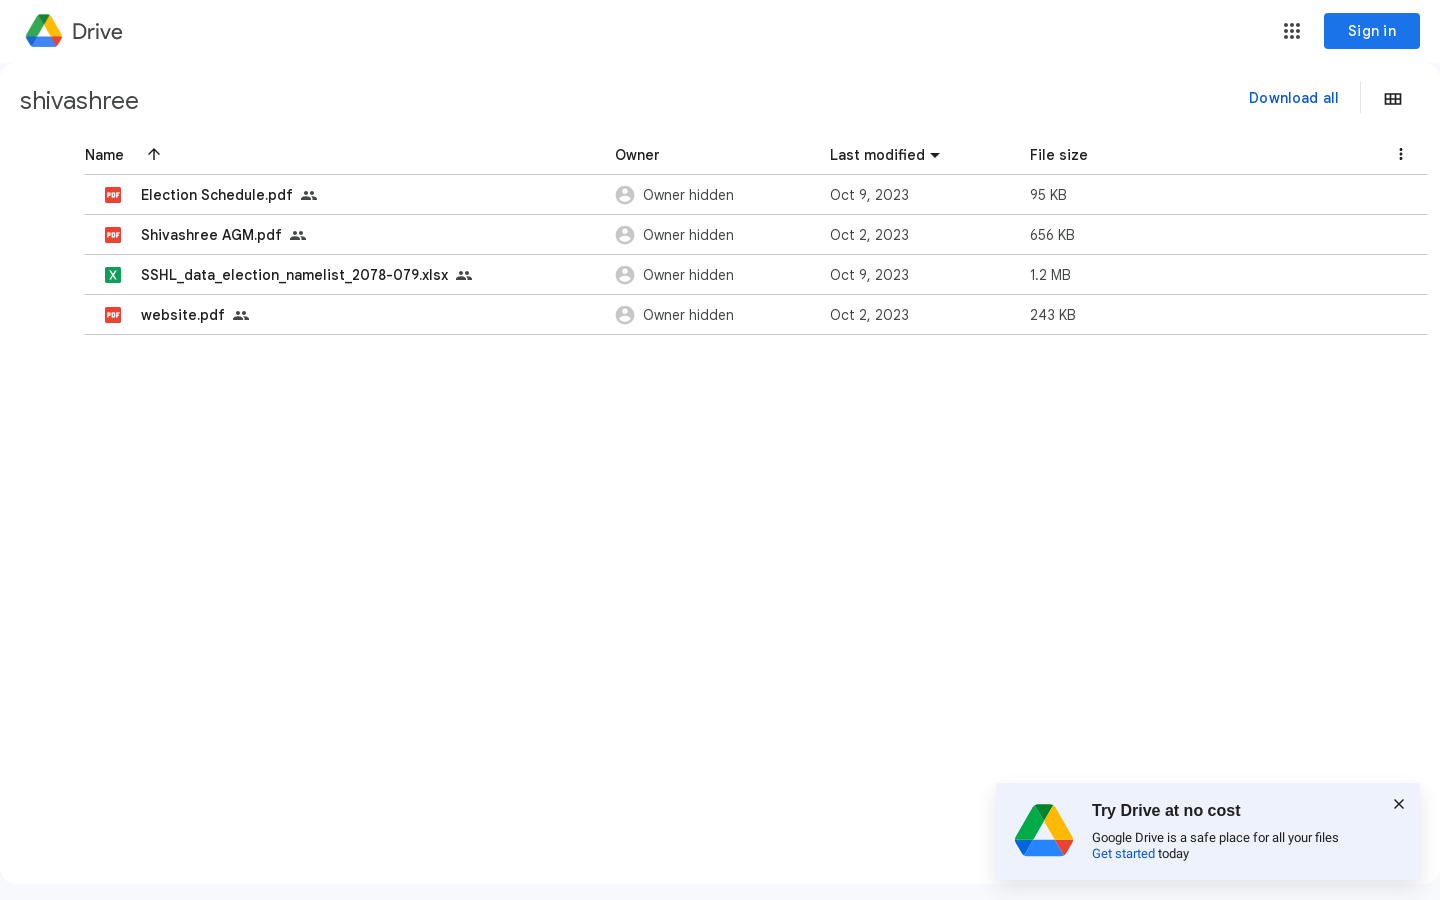 Drive
Sign in
shivashree
Download all
Name Owner Last modified File size
PDF Election Schedule.pdf Owner hidden Oct 9, 2023 95 KB
PDF Shivashree AGM.pdf Owner hidden Oct 2, 2023 656 KB
X SSHL_data_election_namelist_2078-079.xlsx Owner hidden Oct 9, 2023 1.2 MB
PDF website.pdf Owner hidden Oct 2, 2023 243 KB
Try Drive at no cost
Google Drive is a safe place for all your files
Get started today